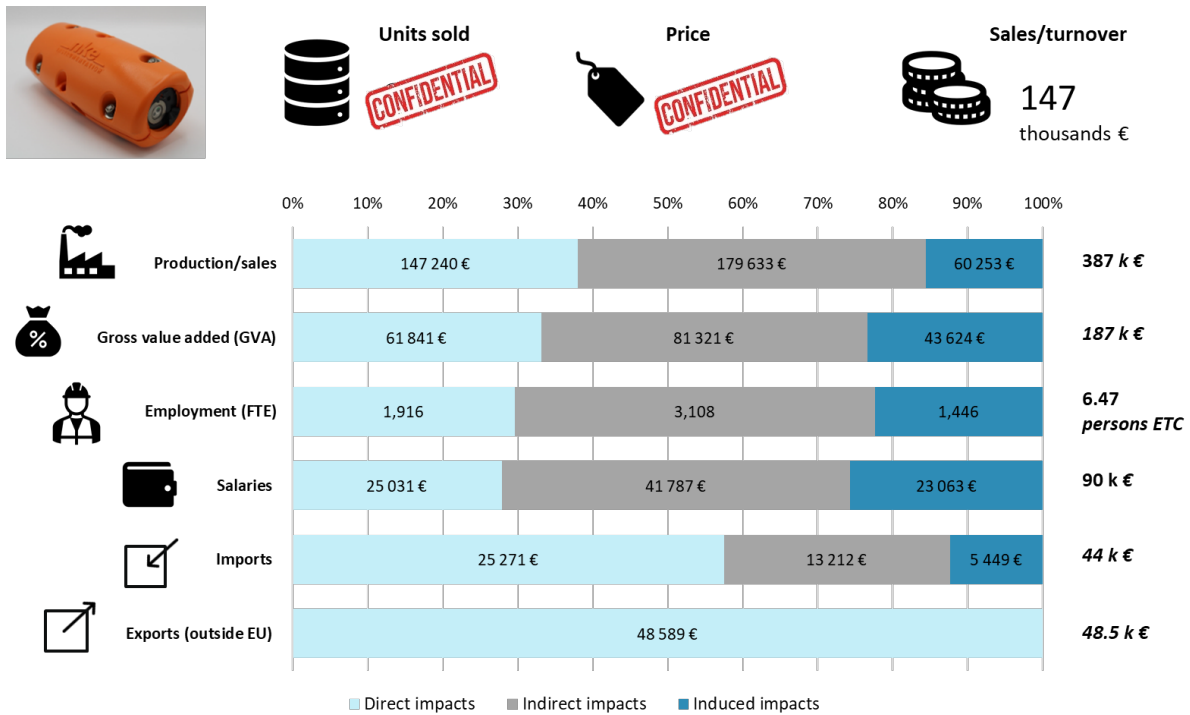 nke
Units sold
CONFIDENTIAL
Price
CONFIDENTIAL
Sales/turnover
147
thousands €
0% 10% 20% 30% 40% 50% 60% 70% 80% 90% 100%
Production/sales 147 240 € 179 633 € 60 253 € 387 k €
% Gross value added (GVA) 61 841 € 81 321 € 43 624 € 187 k €
Employment (FTE) 1,916 3,108 1,446 6.47
persons ETC
Salaries 25 031 € 41 787 € 23 063 € 90 k €
Imports 25 271 € 13 212 € 5 449 € 44 k €
Exports (outside EU) 48 589 € 48.5 k €
Direct impacts Indirect impacts Induced impacts